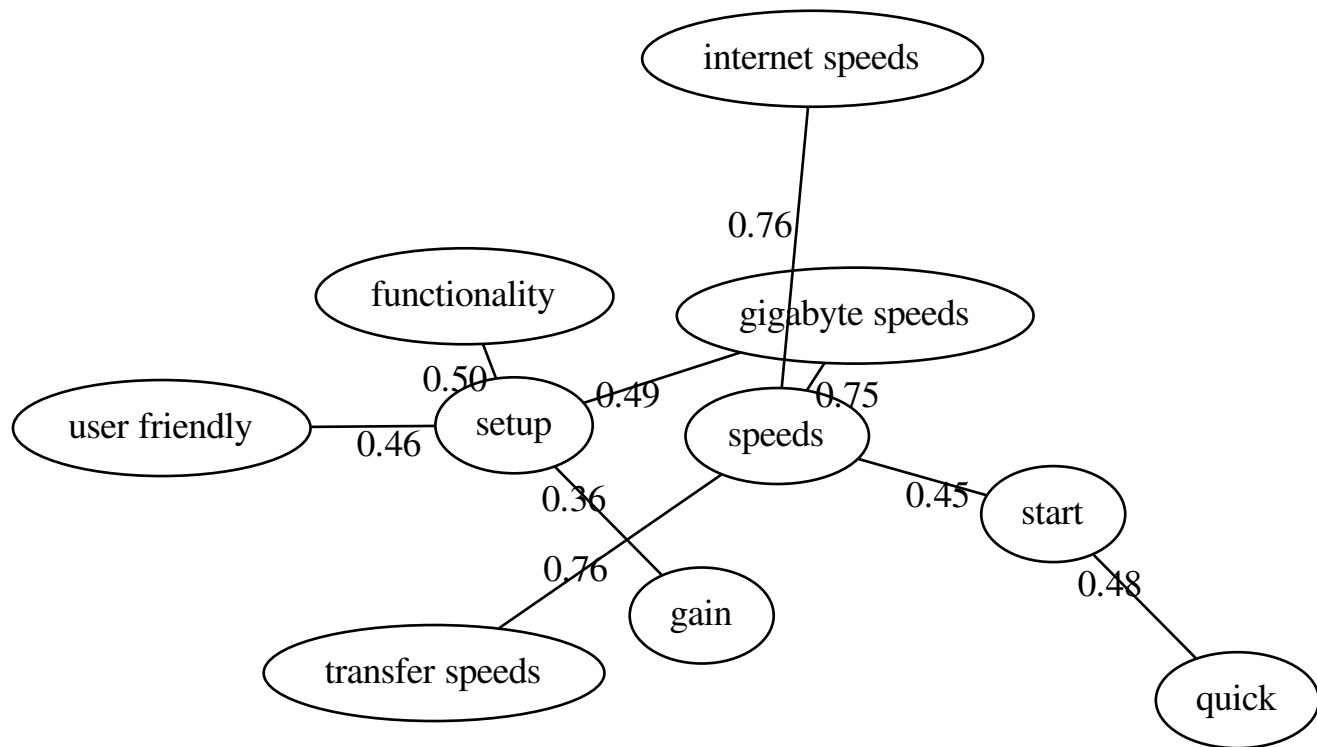 internet speeds
0.76
functionality
gigabyte speeds
0.50
0.49
0.75
user friendly
0.46
setup
speeds
0.36
0.45
start
0.76
0.48
gain
transfer speeds
quick